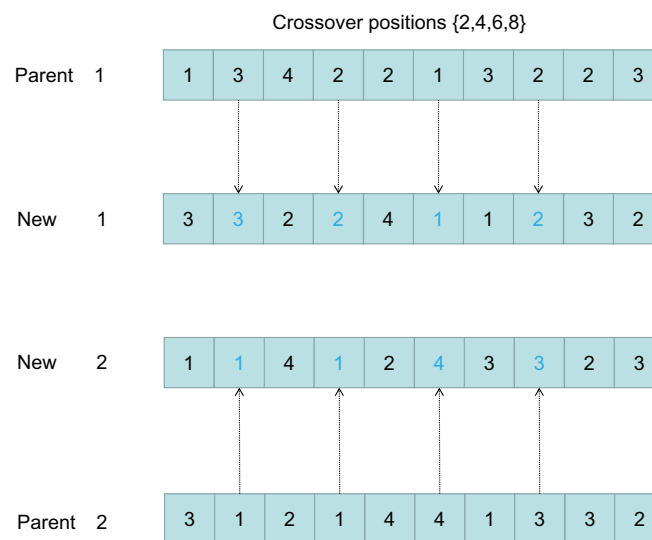 Crossover positions {2,4,6,8}
Parent 1 1 3 4 2 2 1 3 2 2 3
New 1 3 3 2 2 4 1 1 2 3 2
New 2 1 1 4 1 2 4 3 3 2 3
Parent 2 3 1 2 1 4 4 1 3 3 2